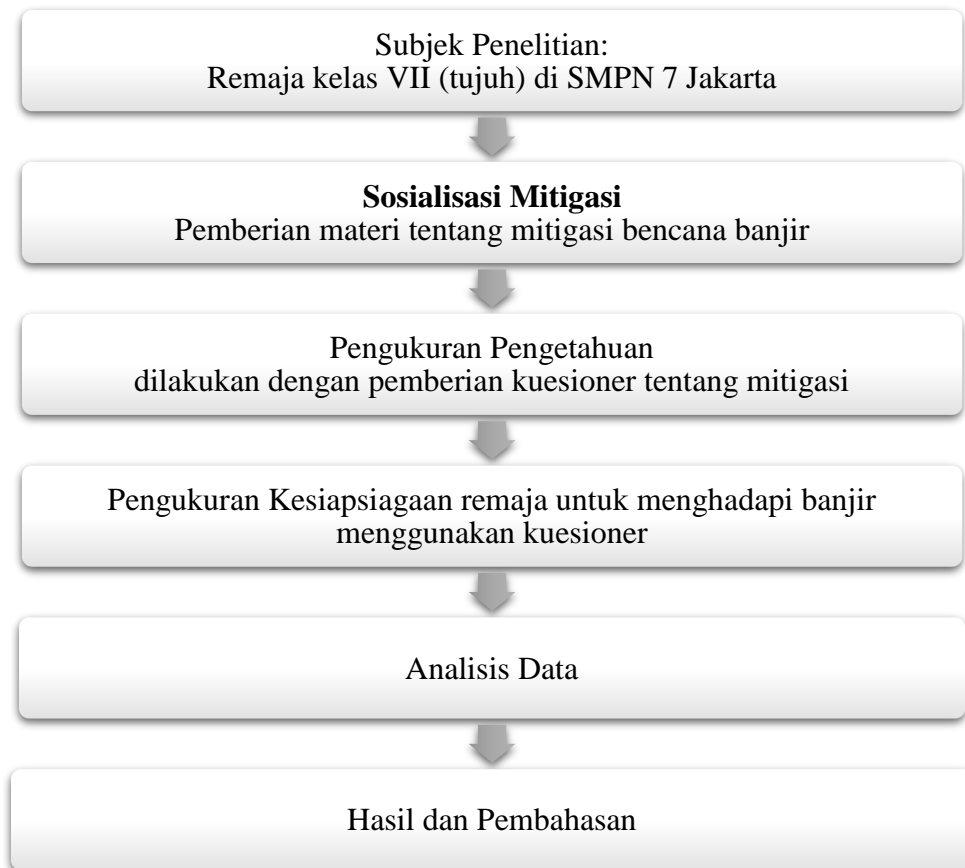 Subjek Penelitian:
Remaja kelas VII (tujuh) di SMPN 7 Jakarta
Sosialisasi Mitigasi
Pemberian materi tentang mitigasi bencana banjir
Pengukuran Pengetahuan
dilakukan dengan pemberian kuesioner tentang mitigasi
Pengukuran Kesiapsiagaan remaja untuk menghadapi banjir
menggunakan kuesioner
Analisis Data
Hasil dan Pembahasan